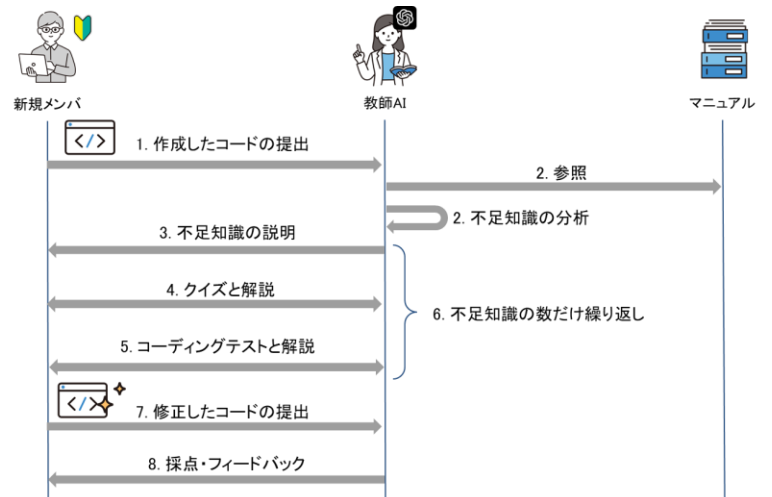 新規メンバ
教師AI
マニュアル
</>
1. 作成したコードの提出
2. 参照
2. 不足知識の分析
3. 不足知識の説明
4. クイズと解説
6. 不足知識の数だけ繰り返し
5. コーディングテストと解説
</>
7. 修正したコードの提出
8. 採点・フィードバック